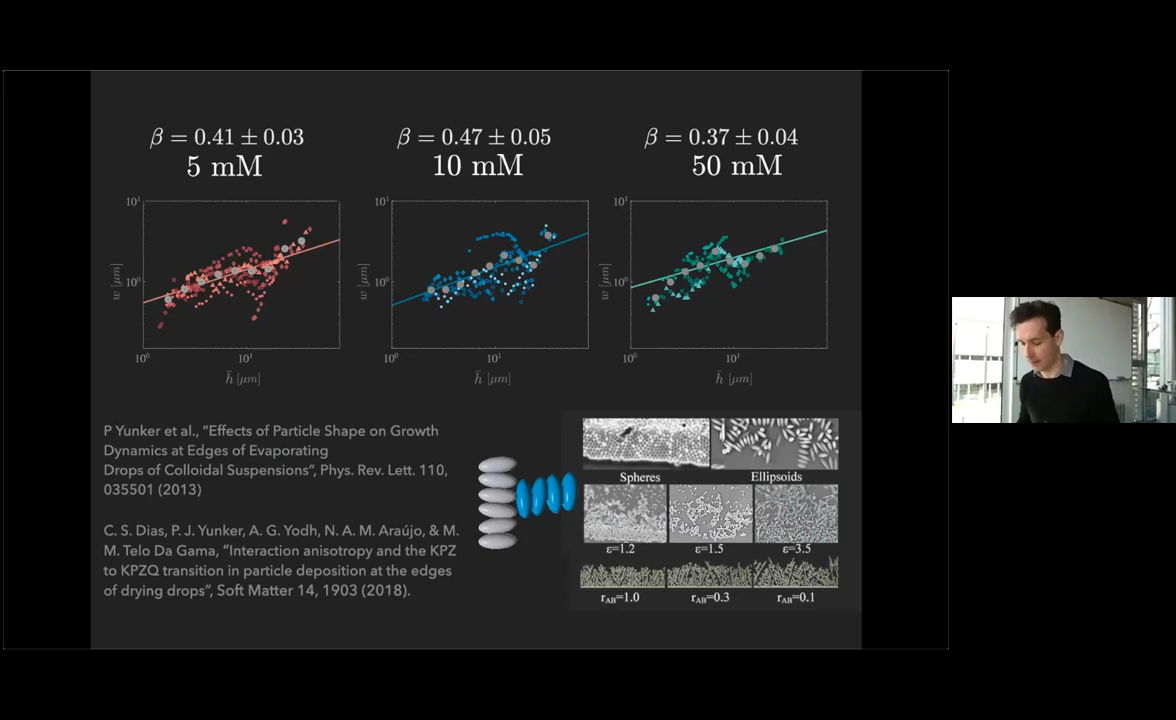 β = 0.41 ± 0.03
5 mM
β = 0.47 ± 0.05
10 mM
β = 0.37 ± 0.04
50 mM
10¹
10⁰
w [μm]
10⁰
10¹
h̄ [μm]
10¹
10⁰
w [μm]
10⁰
10¹
h̄ [μm]
10¹
10⁰
w [μm]
10⁰
10¹
h̄ [μm]
P Yunker et al., “Effects of Particle Shape on Growth
Dynamics at Edges of Evaporating
Drops of Colloidal Suspensions”, Phys. Rev. Lett. 110,
035501 (2013)
C. S. Dias, P. J. Yunker, A. G. Yodh, N. A. M. Araújo, & M.
M. Telo Da Gama, “Interaction anisotropy and the KPZ
to KPZQ transition in particle deposition at the edges
of drying drops”, Soft Matter 14, 1903 (2018).
Spheres
Ellipsoids
ε=1.2
ε=1.5
ε=3.5
rAB=1.0
rAB=0.3
rAB=0.1